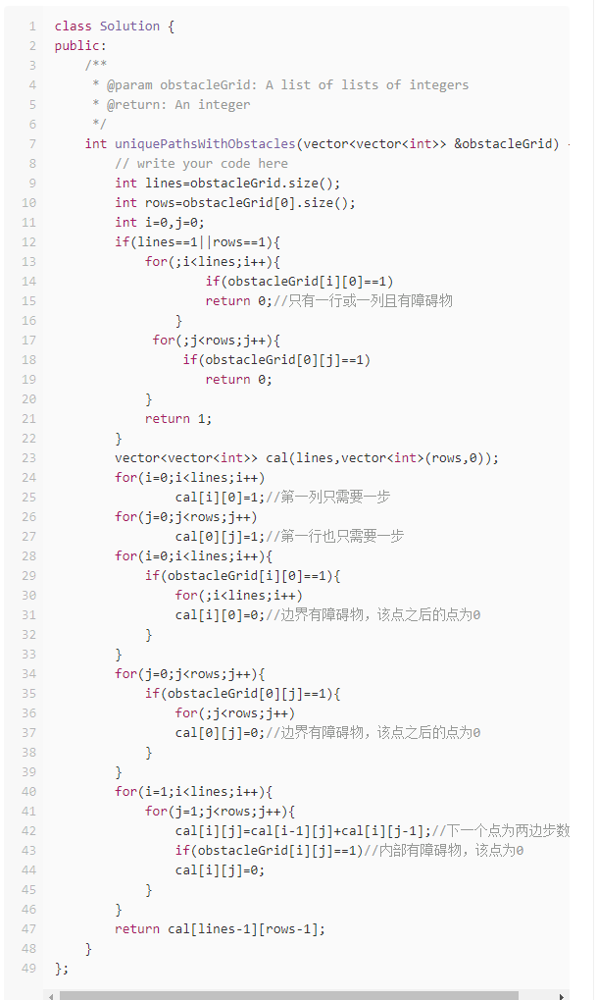 1 class Solution {
2 public:
3     /**
4      * @param obstacleGrid: A list of lists of integers
5      * @return: An integer
6      */
7     int uniquePathsWithObstacles(vector<vector<int>> &obstacleGrid)
8         // write your code here
9         int lines=obstacleGrid.size();
10         int rows=obstacleGrid[0].size();
11         int i=0,j=0;
12         if(lines==1||rows==1){
13             for(;i<lines;i++){
14                     if(obstacleGrid[i][0]==1)
15                     return 0;//只有一行或一列且有障碍物
16                 }
17              for(;j<rows;j++){
18                  if(obstacleGrid[0][j]==1)
19                     return 0;
20             }
21             return 1;
22         }
23         vector<vector<int>> cal(lines,vector<int>(rows,0));
24         for(i=0;i<lines;i++)
25                 cal[i][0]=1;//第一列只需要一步
26         for(j=0;j<rows;j++)
27                 cal[0][j]=1;//第一行也只需要一步
28         for(i=0;i<lines;i++){
29             if(obstacleGrid[i][0]==1){
30                 for(;i<lines;i++)
31                 cal[i][0]=0;//边界有障碍物，该点之后的点为0
32             }
33         }
34         for(j=0;j<rows;j++){
35             if(obstacleGrid[0][j]==1){
36                 for(;j<rows;j++)
37                 cal[0][j]=0;//边界有障碍物，该点之后的点为0
38             }
39         }
40         for(i=1;i<lines;i++){
41             for(j=1;j<rows;j++){
42                 cal[i][j]=cal[i-1][j]+cal[i][j-1];//下一个点为两边步数
43                 if(obstacleGrid[i][j]==1)//内部有障碍物，该点为0
44                 cal[i][j]=0;
45             }
46         }
47         return cal[lines-1][rows-1];
48     }
49 };